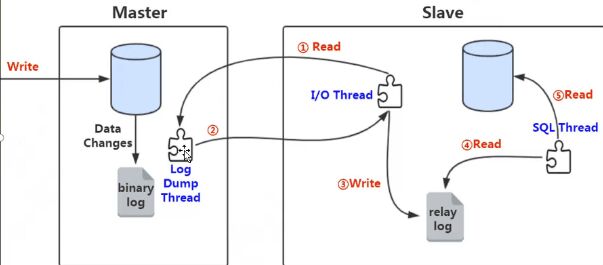 Master
Slave
Write
① Read
I/O Thread
⑤Read
SQL Thread
Data
Changes
②
④Read
Log
Dump
Thread
binary
log
③Write
relay
log